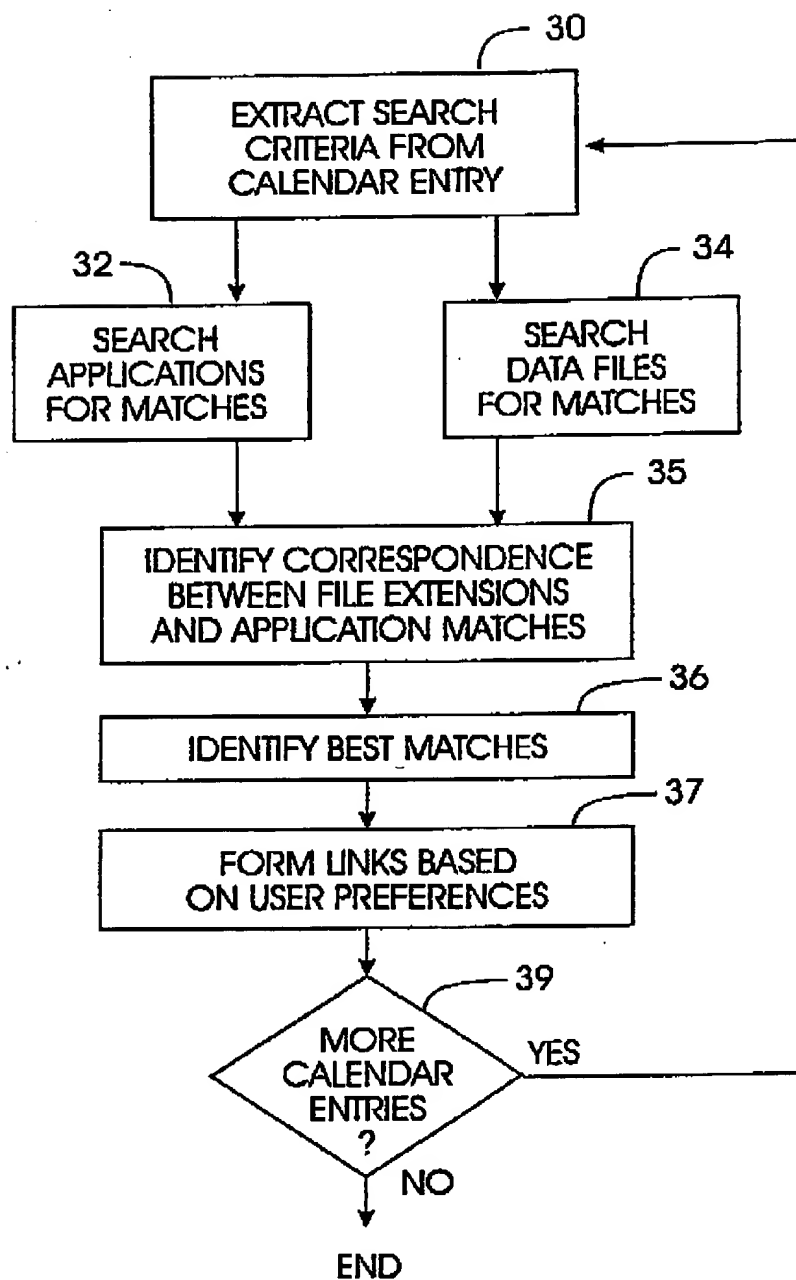 30
EXTRACT SEARCH
CRITERIA FROM
CALENDAR ENTRY
32
SEARCH
APPLICATIONS
FOR MATCHES
34
SEARCH
DATA FILES
FOR MATCHES
35
IDENTIFY CORRESPONDENCE
BETWEEN FILE EXTENSIONS
AND APPLICATION MATCHES
36
IDENTIFY BEST MATCHES
37
FORM LINKS BASED
ON USER PREFERENCES
39
MORE
CALENDAR
ENTRIES
?
YES
NO
END